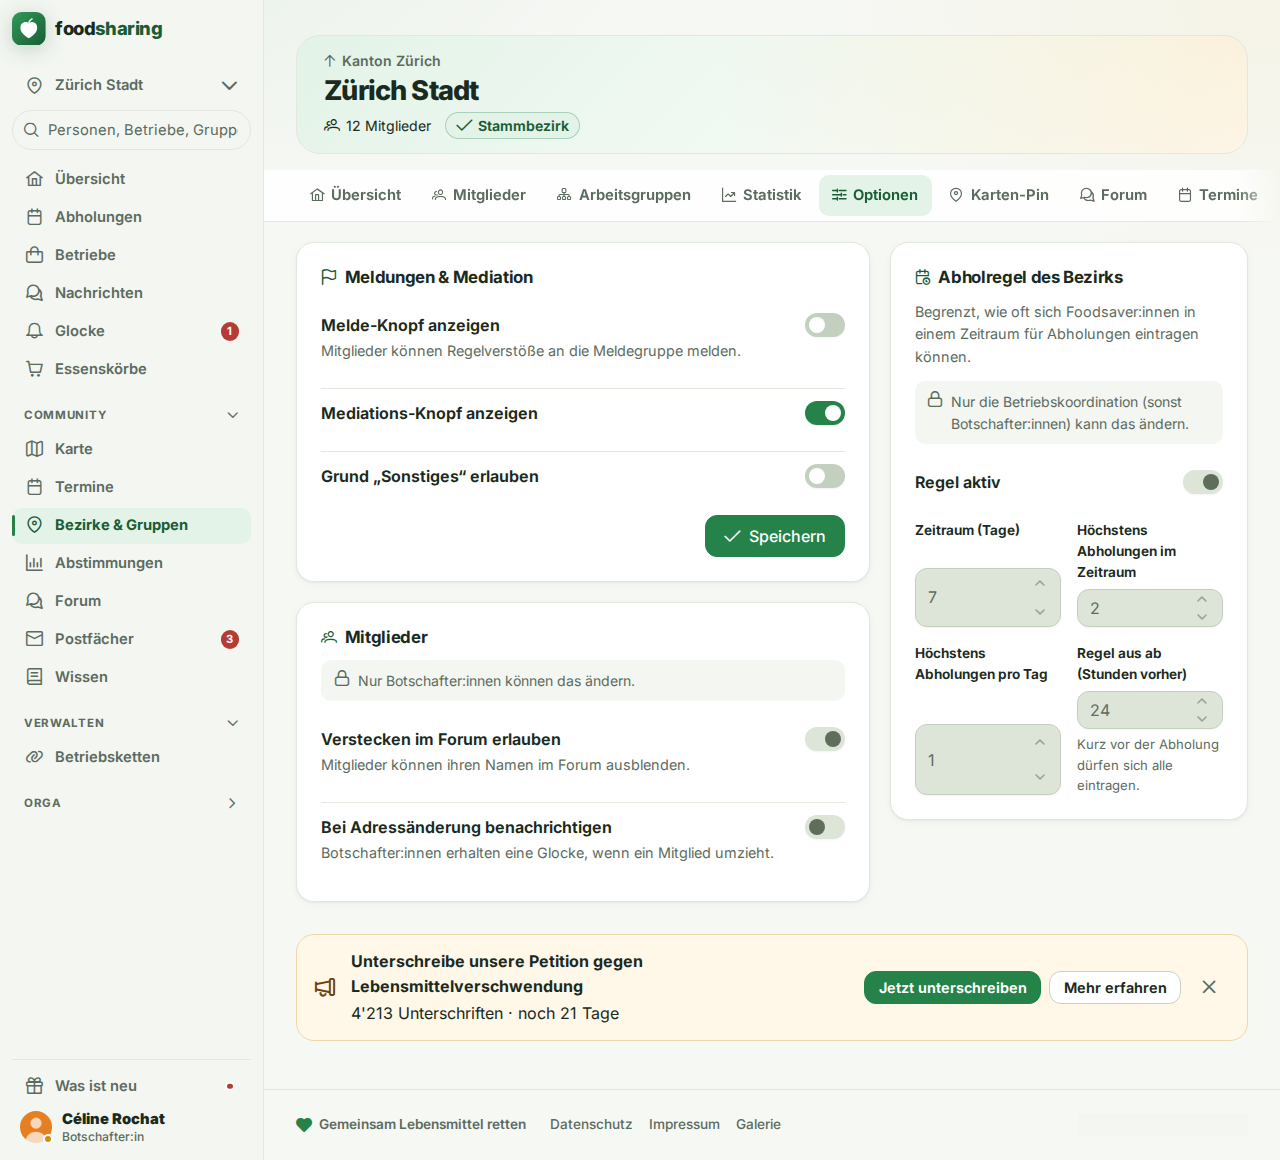 foodsharing
Zürich Stadt
Personen, Betriebe, Grupp
Übersicht
Abholungen
Betriebe
Nachrichten
Glocke 1
Essenskörbe
COMMUNITY
Karte
Termine
Bezirke & Gruppen
Abstimmungen
Forum
Postfächer 3
Wissen
VERWALTEN
Betriebsketten
ORGA
Was ist neu
Céline Rochat
Botschafter:in
Kanton Zürich
Zürich Stadt
12 Mitglieder Stammbezirk
Übersicht Mitglieder Arbeitsgruppen Statistik Optionen Karten-Pin Forum Termine
Meldungen & Mediation
Melde-Knopf anzeigen
Mitglieder können Regelverstöße an die Meldegruppe melden.
Mediations-Knopf anzeigen
Grund „Sonstiges“ erlauben
Speichern
Mitglieder
Nur Botschafter:innen können das ändern.
Verstecken im Forum erlauben
Mitglieder können ihren Namen im Forum ausblenden.
Bei Adressänderung benachrichtigen
Botschafter:innen erhalten eine Glocke, wenn ein Mitglied umzieht.
Abholregel des Bezirks
Begrenzt, wie oft sich Foodsaver:innen in
einem Zeitraum für Abholungen eintragen
können.
Nur die Betriebskoordination (sonst
Botschafter:innen) kann das ändern.
Regel aktiv
Zeitraum (Tage)
7
Höchstens
Abholungen im
Zeitraum
2
Höchstens
Abholungen pro Tag
1
Regel aus ab
(Stunden vorher)
24
Kurz vor der Abholung
dürfen sich alle
eintragen.
Unterschreibe unsere Petition gegen
Lebensmittelverschwendung
4'213 Unterschriften · noch 21 Tage
Jetzt unterschreiben
Mehr erfahren
Gemeinsam Lebensmittel retten Datenschutz Impressum Galerie